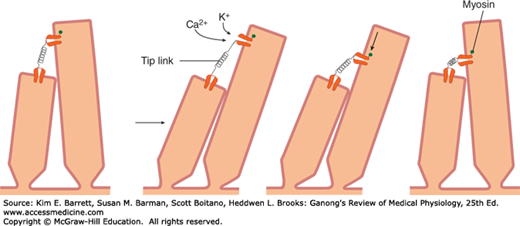 Myosin
Ca²⁺
K⁺
Tip link
Source: Kim E. Barrett, Susan M. Barman, Scott Boitano, Heddwen L. Brooks: Ganong's Review of Medical Physiology, 25th Ed.
www.accessmedicine.com
Copyright © McGraw-Hill Education. All rights reserved.